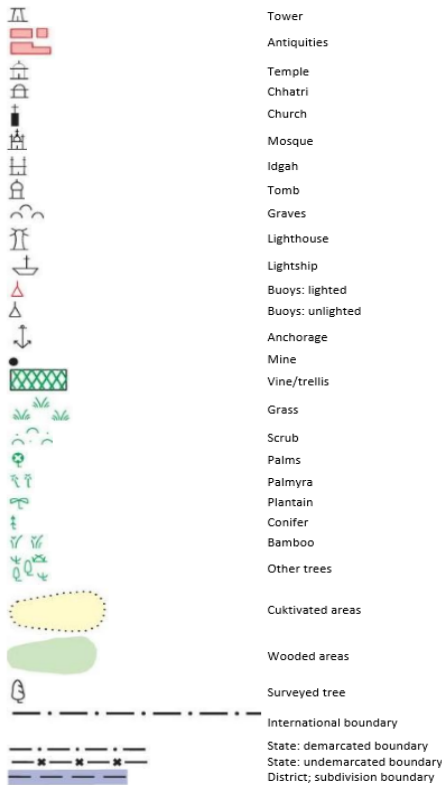 Tower
Antiquities
Temple
Chhatri
Church
Mosque
Idgah
Tomb
Graves
Lighthouse
Lightship
Buoys: lighted
Buoys: unlighted
Anchorage
Mine
Vine/trellis
Grass
Scrub
Palms
Palmyra
Plantain
Conifer
Bamboo
Other trees
Cuktivated areas
Wooded areas
Surveyed tree
International boundary
State: demarcated boundary
State: undemarcated boundary
District; subdivision boundary